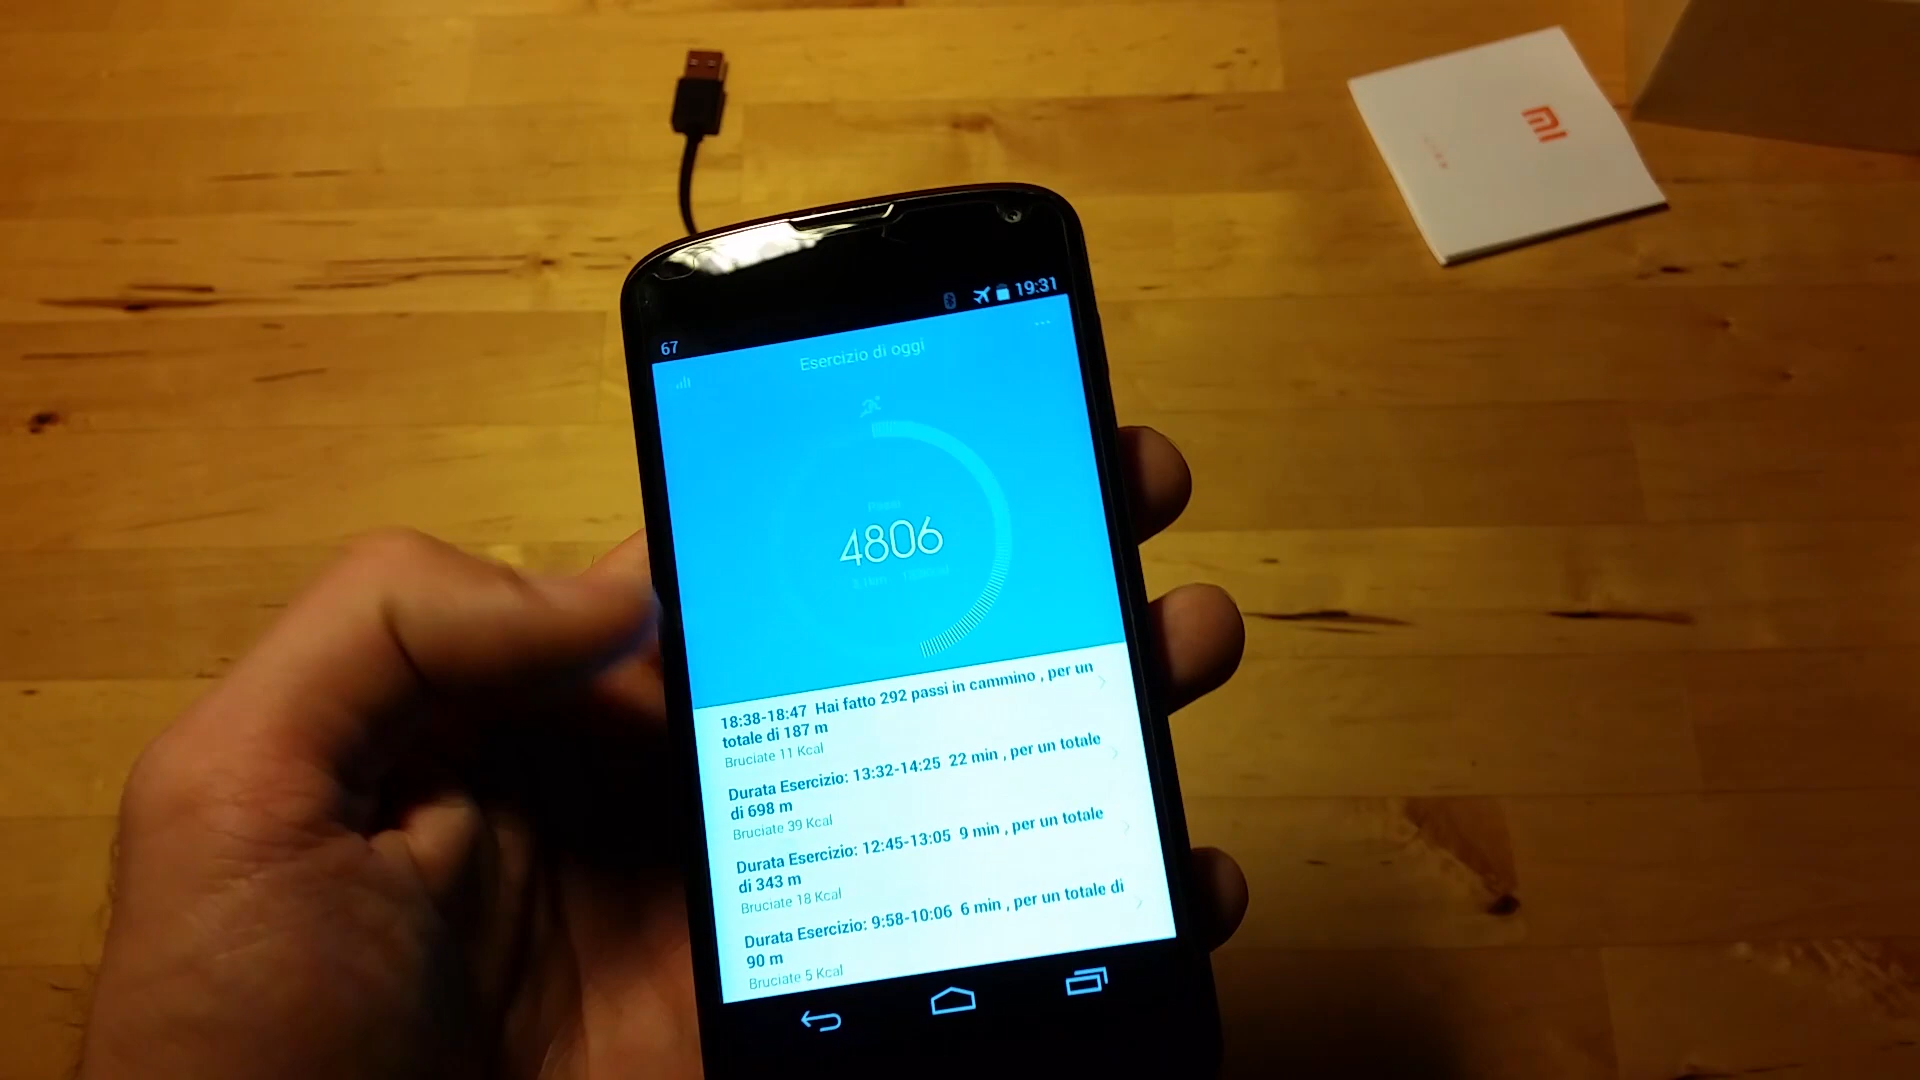 MI
19:31
67
Esercizio di oggi
Passi
4806
18:38-18:47 Hai fatto 292 passi in cammino , per un
totale di 187 m
Bruciate 11 Kcal
Durata Esercizio: 13:32-14:25 22 min , per un totale
di 698 m
Bruciate 39 Kcal
Durata Esercizio: 12:45-13:05 9 min , per un totale
di 343 m
Bruciate 18 Kcal
Durata Esercizio: 9:58-10:06 6 min , per un totale di
90 m
Bruciate 5 Kcal